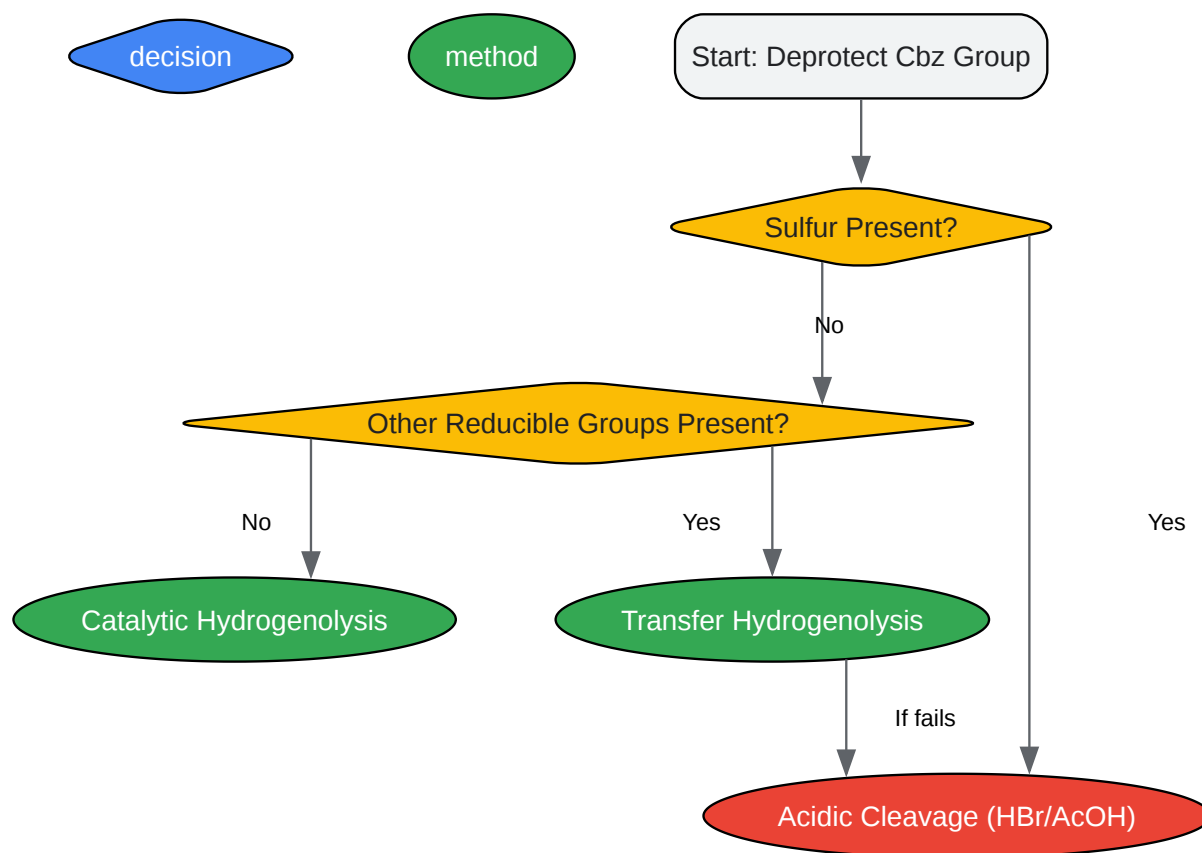 decision
method
Start: Deprotect Cbz Group
Sulfur Present?
No
Other Reducible Groups Present?
No
Yes
Yes
Catalytic Hydrogenolysis
Transfer Hydrogenolysis
If fails
Acidic Cleavage (HBr/AcOH)